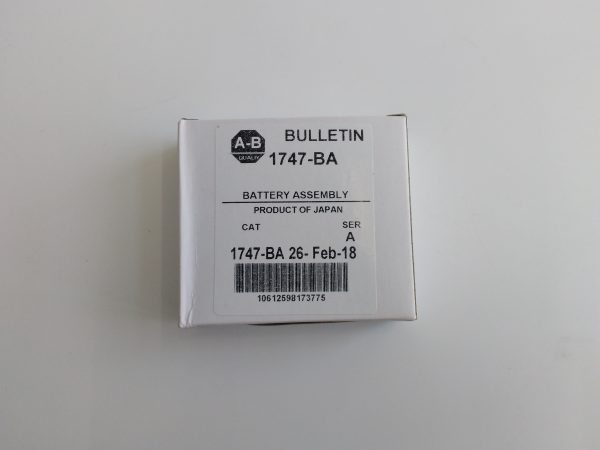 A-B
QUALITY
BULLETIN
1747-BA
BATTERY ASSEMBLY
PRODUCT OF JAPAN
CAT SER
A
1747-BA 26- Feb-18
10612598173775